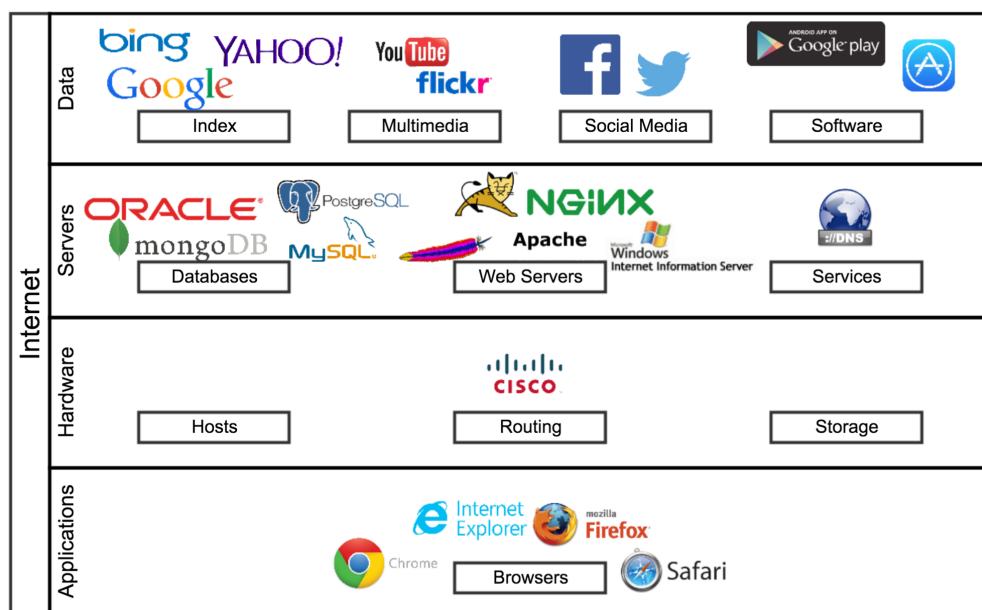 Internet
Data
bing
YAHOO!
Google
YouTube
flickr
ANDROID APP ON
Google play
Index
Multimedia
Social Media
Software
Servers
ORACLE®
PostgreSQL
mongoDB
MySQL
NGiNX
Apache
Microsoft
Windows
Internet Information Server
://DNS
Databases
Web Servers
Services
Hardware
CISCO
Hosts
Routing
Storage
Applications
Internet
Explorer
mozilla
Firefox
Chrome
Safari
Browsers